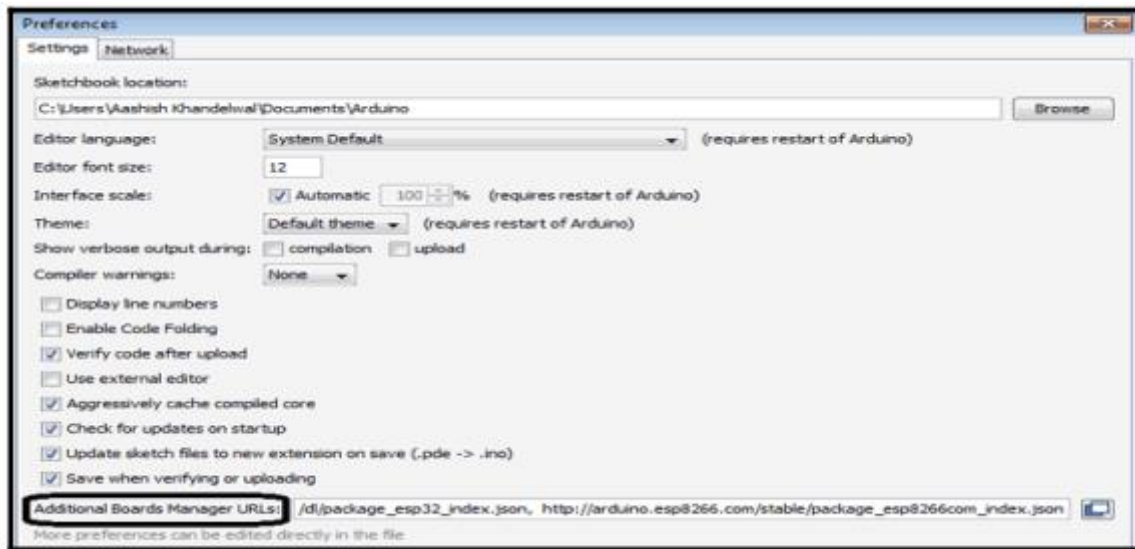 Preferences
Settings Network
Sketchbook location:
C:\Users\Aashish Khandelwal\Documents\Arduino Browse
Editor language: System Default (requires restart of Arduino)
Editor font size: 12
Interface scale: Automatic 100 % (requires restart of Arduino)
Theme: Default theme (requires restart of Arduino)
Show verbose output during: compilation upload
Compiler warnings: None
Display line numbers
Enable Code Folding
Verify code after upload
Use external editor
Aggressively cache compiled core
Check for updates on startup
Update sketch files to new extension on save (.pde -> .ino)
Save when verifying or uploading
Additional Boards Manager URLs: /dl/package_esp32_index.json, http://arduino.esp8266.com/stable/package_esp8266com_index.json
More preferences can be edited directly in the file